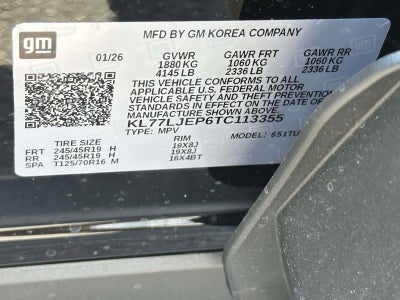 gm
MFD BY GM KOREA COMPANY
01/26 GVWR GAWR FRT GAWR RR
1880 KG 1060 KG 1060 KG
4145 LB 2336 LB 2336 LB
THIS VEHICLE CONFORMS TO ALL
APPLICABLE U.S. FEDERAL MOTOR
VEHICLE SAFETY AND THEFT PREVENTION
STANDARDS IN EFFECT ON THE DATE OF
MANUFACTURE SHOWN ABOVE.
KL77LJEP6TC113355
TYPE: MPV MODEL: 651TU
TIRE SIZE RIM
FRT 245/45R19 H 19X8J
RR 245/45R19 H 19X8J
SPA T125/70R16 M 16X4BT